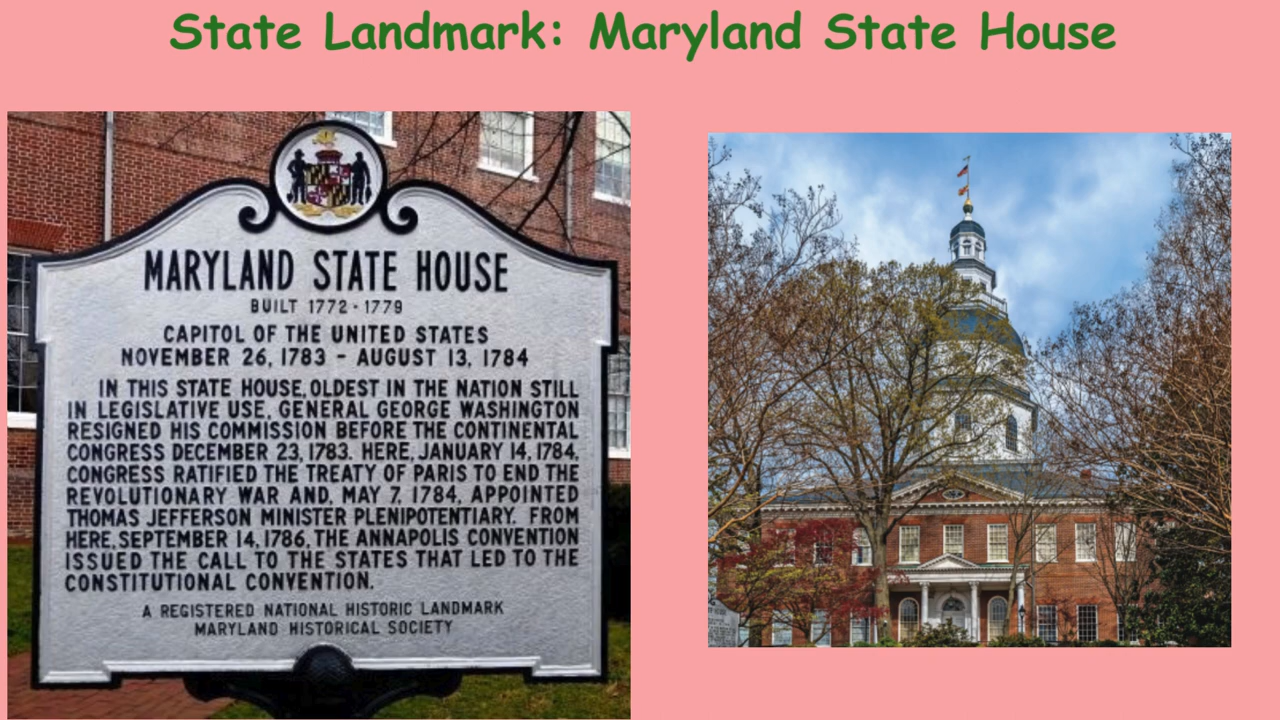 State Landmark: Maryland State House
MARYLAND STATE HOUSE
BUILT 1772-1779
CAPITOL OF THE UNITED STATES
NOVEMBER 26, 1783 - AUGUST 13, 1784
IN THIS STATE HOUSE, OLDEST IN THE NATION STILL
IN LEGISLATIVE USE, GENERAL GEORGE WASHINGTON
RESIGNED HIS COMMISSION BEFORE THE CONTINENTAL
CONGRESS DECEMBER 23, 1783. HERE, JANUARY 14, 1784,
CONGRESS RATIFIED THE TREATY OF PARIS TO END THE
REVOLUTIONARY WAR AND, MAY 7, 1784, APPOINTED
THOMAS JEFFERSON MINISTER PLENIPOTENTIARY. FROM
HERE, SEPTEMBER 14, 1786, THE ANNAPOLIS CONVENTION
ISSUED THE CALL TO THE STATES THAT LED TO THE
CONSTITUTIONAL CONVENTION.
A REGISTERED NATIONAL HISTORIC LANDMARK
MARYLAND HISTORICAL SOCIETY